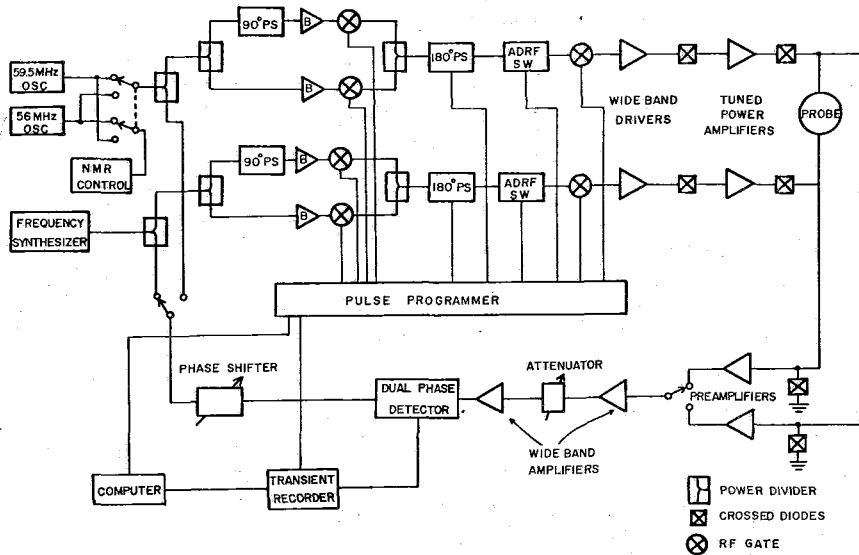 90°PS
B
ADRF
SW
180°PS
59.5MHz
OSC
B
WIDE BAND
DRIVERS
TUNED
POWER
AMPLIFIERS
PROBE
56 MHz
OSC
NMR
CONTROL
90°PS
B
180°PS
ADRF
SW
B
FREQUENCY
SYNTHESIZER
PULSE PROGRAMMER
PHASE SHIFTER
ATTENUATOR
DUAL PHASE
DETECTOR
PREAMPLIFIERS
WIDE BAND
AMPLIFIERS
COMPUTER
TRANSIENT
RECORDER
POWER DIVIDER
CROSSED DIODES
RF GATE